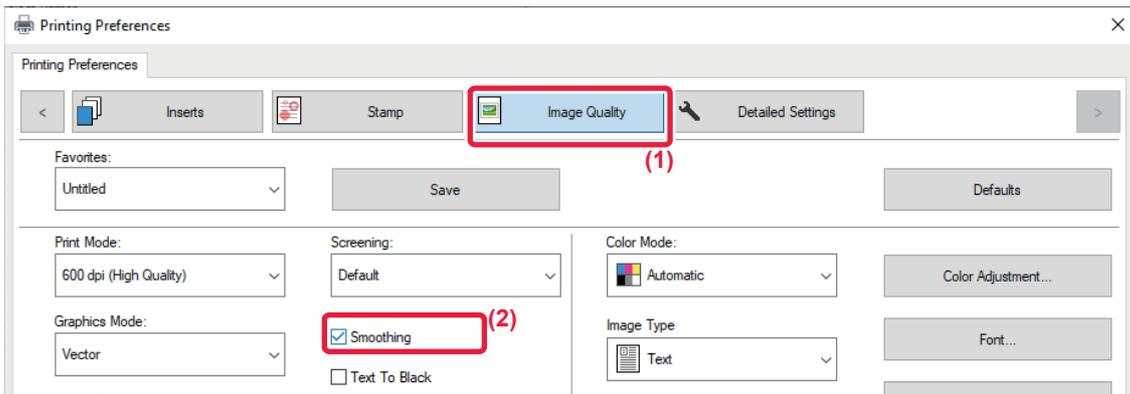 Printing Preferences
Printing Preferences
< Inserts Stamp Image Quality Detailed Settings >
(1)
Favorites:
Untitled Save Defaults
Print Mode: Screening: Color Mode:
600 dpi (High Quality) Default Automatic Color Adjustment...
Graphics Mode: Smoothing (2) Image Type Font...
Vector Text
Text To Black